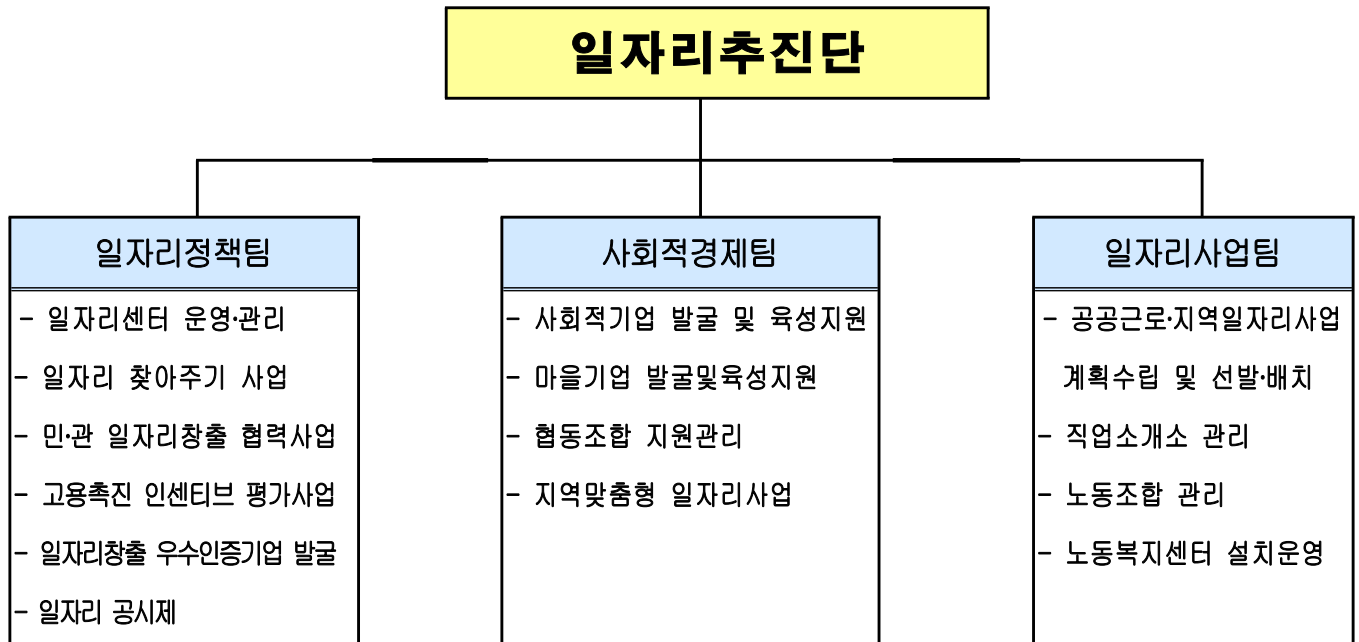 일자리추진단
일자리정책팀
- 일자리센터 운영·관리
- 일자리 찾아주기 사업
- 민·관 일자리창출 협력사업
- 고용촉진 인센티브 평가사업
- 일자리창출 우수인증기업 발굴
- 일자리 공시제
사회적경제팀
- 사회적기업 발굴 및 육성지원
- 마을기업 발굴및육성지원
- 협동조합 지원관리
- 지역맞춤형 일자리사업
일자리사업팀
- 공공근로·지역일자리사업
계획수립 및 선발·배치
- 직업소개소 관리
- 노동조합 관리
- 노동복지센터 설치운영